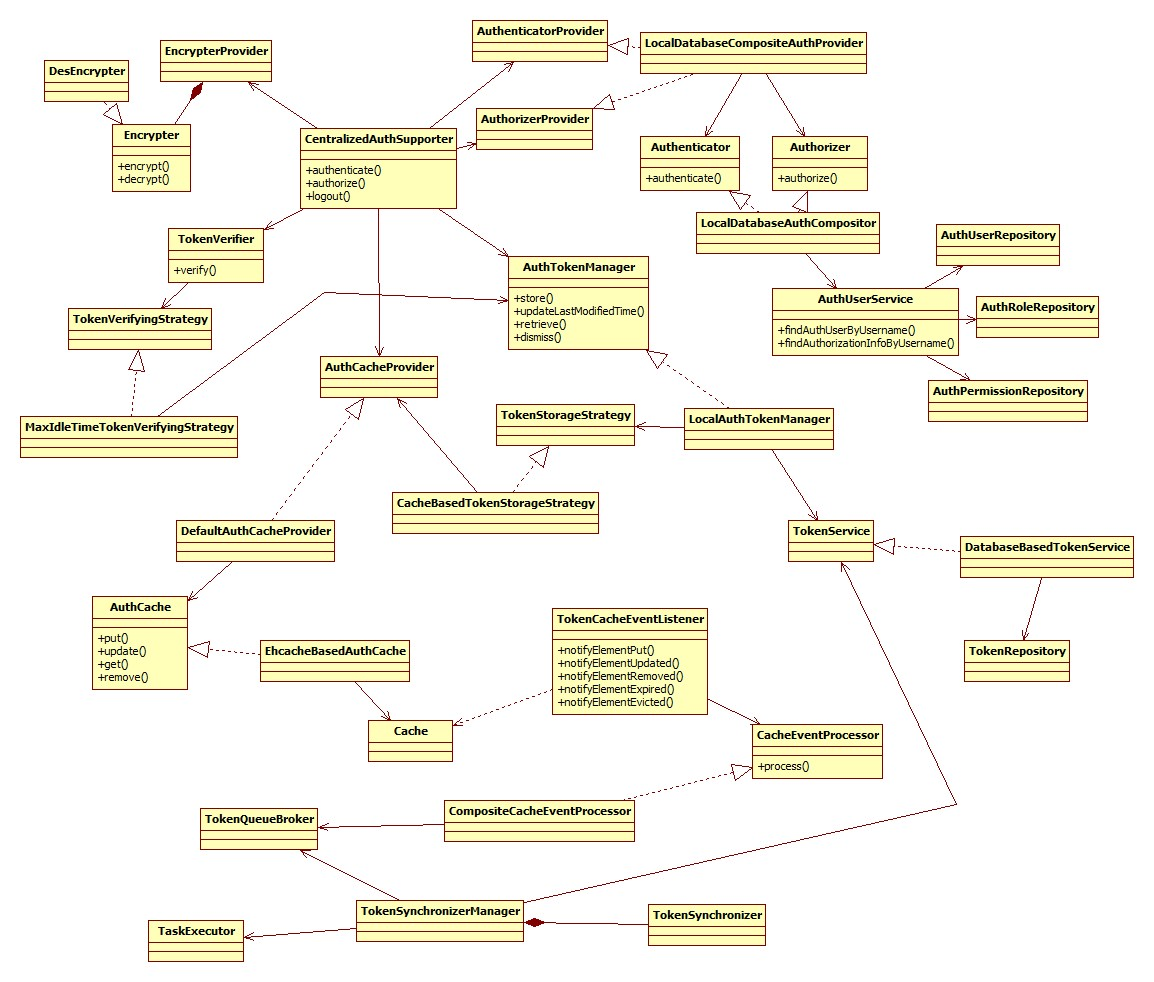 AuthenticatorProvider
EncrypterProvider
LocalDatabaseCompositeAuthProvider
DesEncrypter
AuthorizerProvider
Encrypter
+encrypt()
+decrypt()
CentralizedAuthSupporter
+authenticate()
+authorize()
+logout()
Authenticator
+authenticate()
Authorizer
+authorize()
LocalDatabaseAuthCompositor
TokenVerifier
+verify()
AuthUserRepository
AuthTokenManager
+store()
+updateLastModifiedTime()
+retrieve()
+dismiss()
AuthUserService
+findAuthUserByUsername()
+findAuthorizationInfoByUsername()
AuthRoleRepository
TokenVerifyingStrategy
AuthCacheProvider
AuthPermissionRepository
TokenStorageStrategy
LocalAuthTokenManager
MaxIdleTimeTokenVerifyingStrategy
CacheBasedTokenStorageStrategy
DefaultAuthCacheProvider
TokenService
DatabaseBasedTokenService
AuthCache
+put()
+update()
+get()
+remove()
TokenCacheEventListener
+notifyElementPut()
+notifyElementUpdated()
+notifyElementRemoved()
+notifyElementExpired()
+notifyElementEvicted()
EhcacheBasedAuthCache
TokenRepository
Cache
CacheEventProcessor
+process()
CompositeCacheEventProcessor
TokenQueueBroker
TokenSynchronizerManager
TokenSynchronizer
TaskExecutor